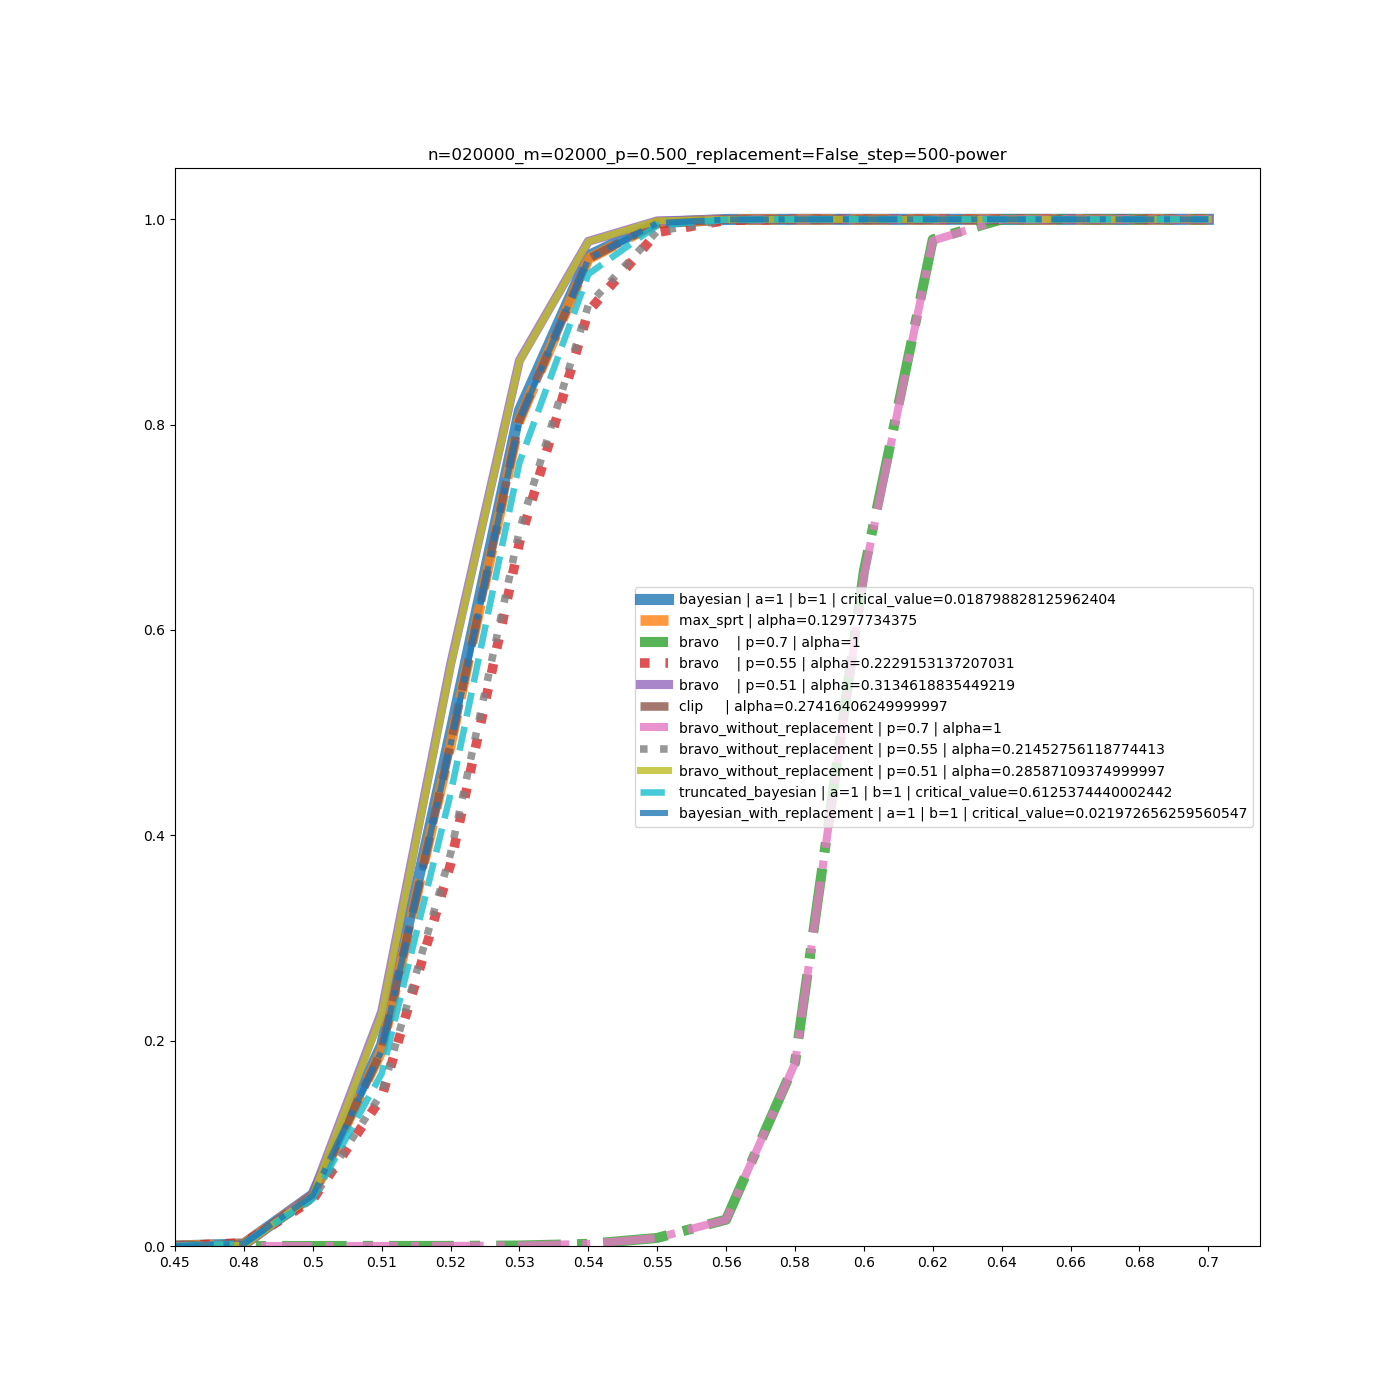 n=020000_m=02000_p=0.500_replacement=False_step=500-power
1.0
0.8
0.6
0.4
0.2
0.0
bayesian | a=1 | b=1 | critical_value=0.018798828125962404
max_sprt | alpha=0.12977734375
bravo    | p=0.7 | alpha=1
bravo    | p=0.55 | alpha=0.2229153137207031
bravo    | p=0.51 | alpha=0.3134618835449219
clip     | alpha=0.27416406249999997
bravo_without_replacement | p=0.7 | alpha=1
bravo_without_replacement | p=0.55 | alpha=0.21452756118774413
bravo_without_replacement | p=0.51 | alpha=0.28587109374999997
truncated_bayesian | a=1 | b=1 | critical_value=0.6125374440002442
bayesian_with_replacement | a=1 | b=1 | critical_value=0.021972656259560547
0.45 0.48 0.5 0.51 0.52 0.53 0.54 0.55 0.56 0.58 0.6 0.62 0.64 0.66 0.68 0.7